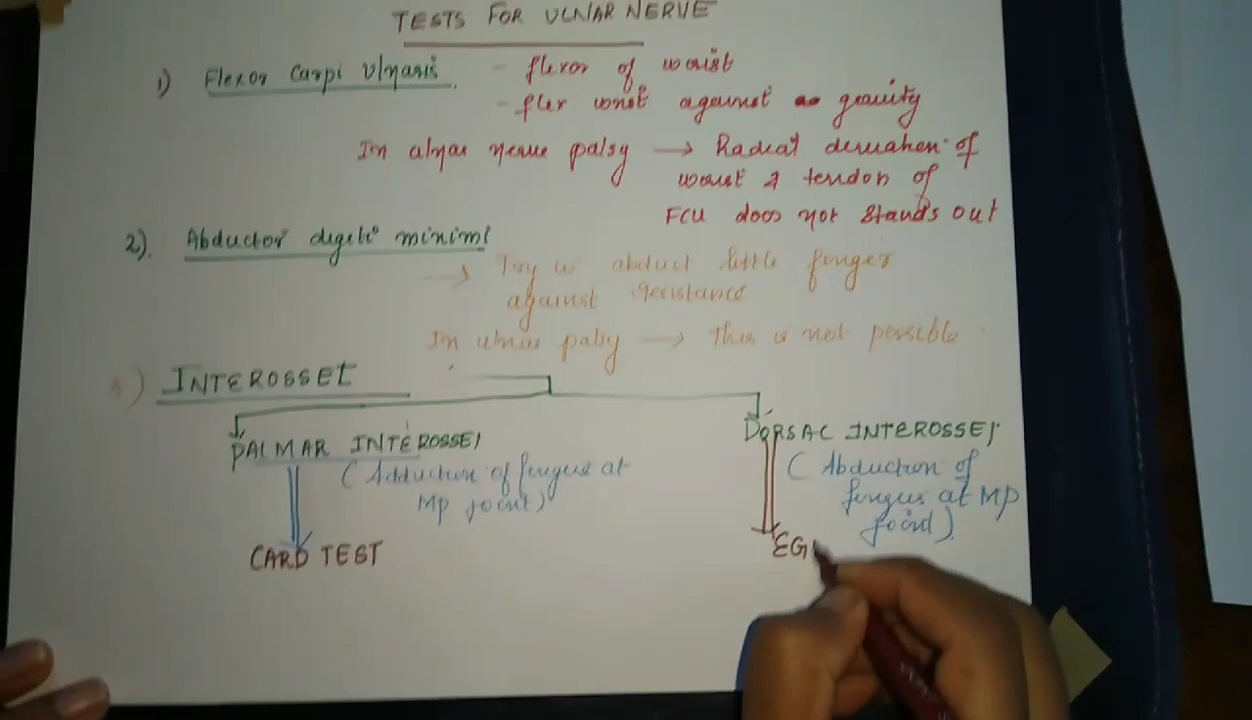 TESTS FOR ULNAR NERVE
1) Flexor Carpi Ulnaris - flexor of wrist
- flex wrist against gravity
In ulnar nerve palsy → Radial deviation of
wrist & tendon of
FCU does not stands out
2). Abductor digiti minimi
→ Try to abduct little finger
against resistance
In ulnar palsy → this is not possible
3) INTEROSSEI
PALMAR INTEROSSEI
(Adduction of fingers at
MP joint)
CARD TEST
DORSAL INTEROSSEI
(Abduction of
fingers at MP
joint)
EG